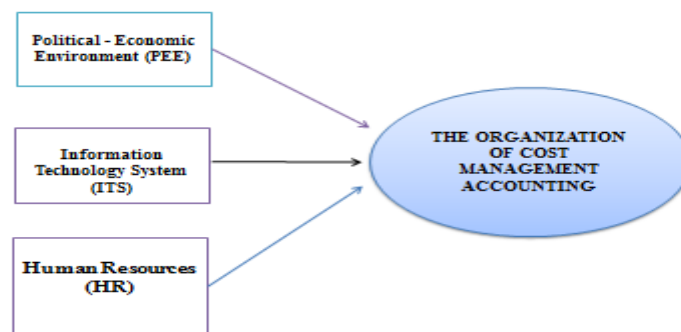 Political - Economic
Environment (PEE)
Information
Technology System
(ITS)
Human Resources
(HR)
THE ORGANIZATION
OF COST
MANAGEMENT
ACCOUNTING